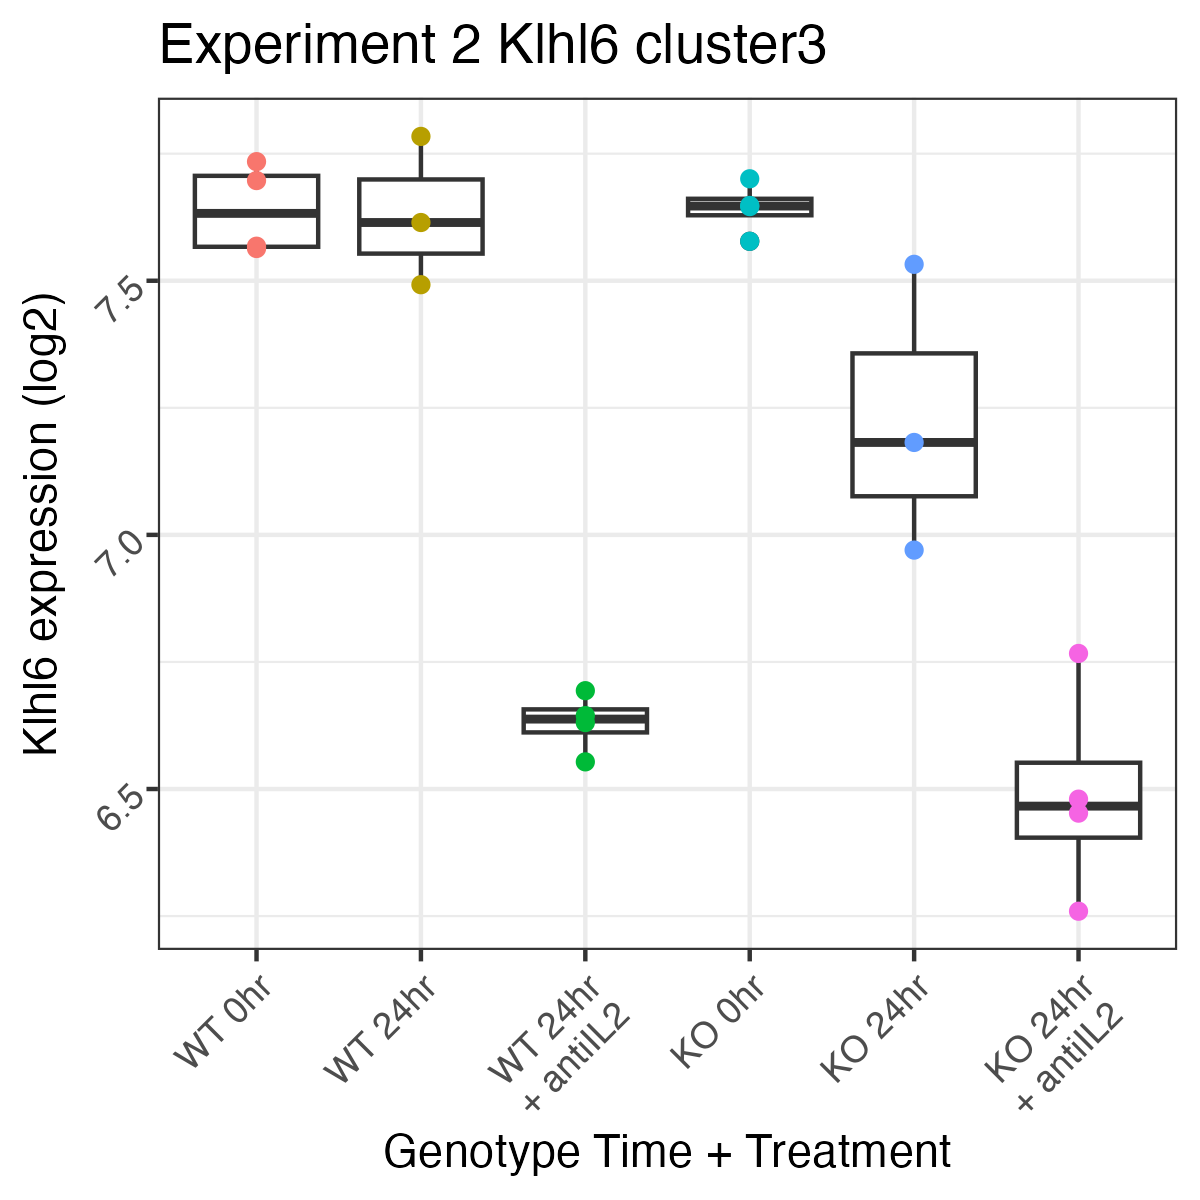 Experiment 2 Klhl6 cluster3
Klhl6 expression (log2)
7.5
7.0
6.5
WT 0hr
WT 24hr
WT 24hr
+ antiIL2
KO 0hr
KO 24hr
KO 24hr
+ antiIL2
Genotype Time + Treatment